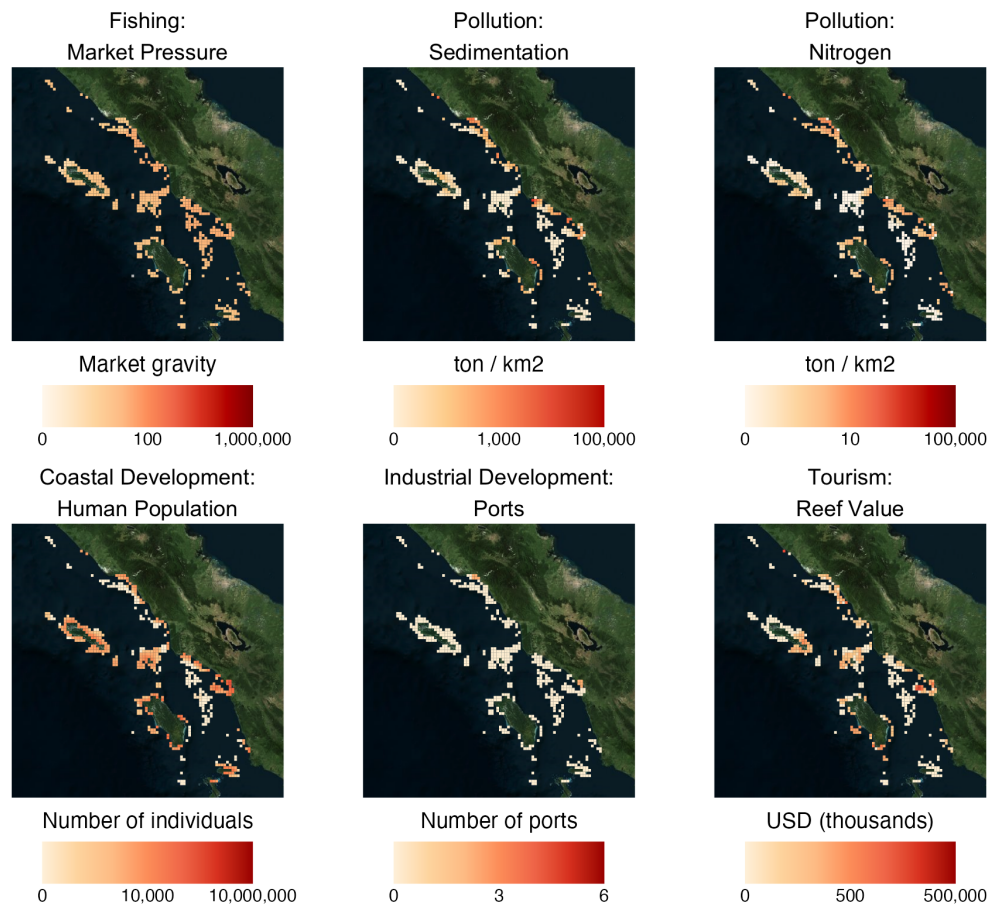 Fishing:
Market Pressure
Pollution:
Sedimentation
Pollution:
Nitrogen
Market gravity
0 100 1,000,000
ton / km2
0 1,000 100,000
ton / km2
0 10 100,000
Coastal Development:
Human Population
Industrial Development:
Ports
Tourism:
Reef Value
Number of individuals
0 10,000 10,000,000
Number of ports
0 3 6
USD (thousands)
0 500 500,000